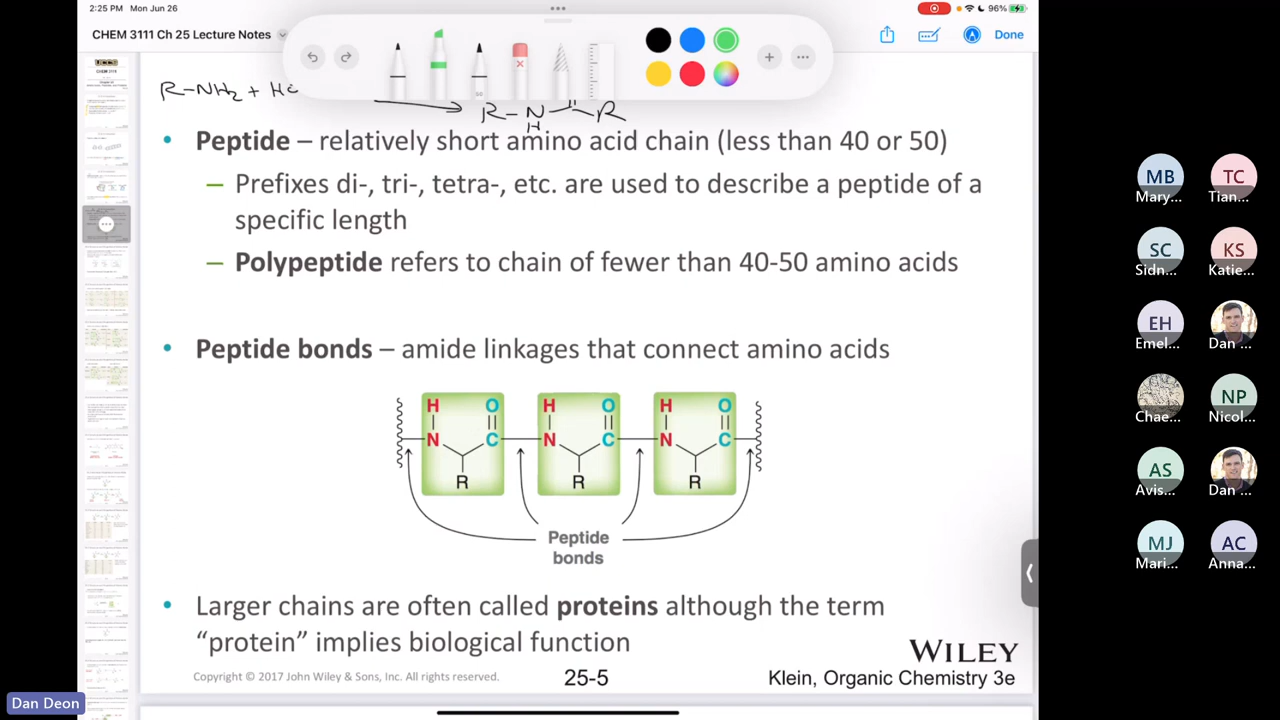 2:25 PM Mon Jun 26
96%
CHEM 3111 Ch 25 Lecture Notes
Done
R-NH2 + HO
R-N-C-R
H
• Peptide – relatively short amino acid chain (less than 40 or 50)
– Prefixes di-, tri-, tetra-, etc. are used to describe a peptide of a
specific length
– Polypeptide refers to chain of fewer than 40-50 amino acids
• Peptide bonds – amide linkages that connect amino acids
H O H O H O
N C N C N C
R R R
Peptide
bonds
• Larger chains are often called proteins although the term
“protein” implies biological function
WILEY
Copyright © 2017 John Wiley & Sons, Inc. All rights reserved.
25-5
Klein, Organic Chemistry 3e
Dan Deon
MB TC
Mary... Tian...
SC KS
Sidn... Katie...
EH
Emel... Dan ...
NP
Chae... Nicol...
AS
Avis... Dan ...
MJ AC
Mari... Anna...